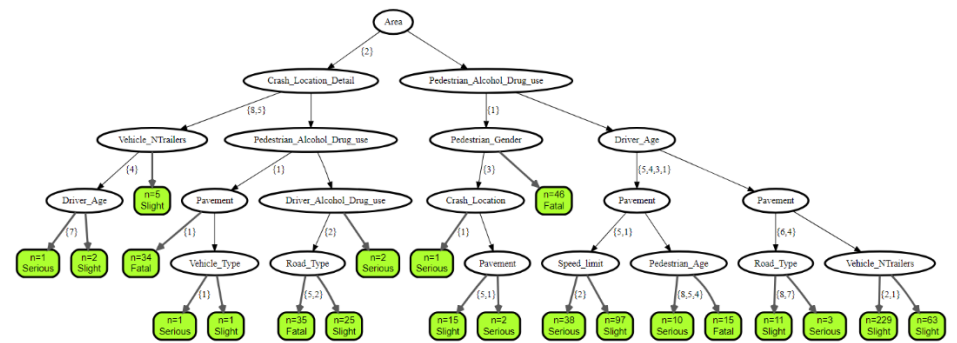 Area
{2}
Crash_Location_Detail
Pedestrian_Alcohol_Drug_use
{8,5}
{1}
Vehicle_NTrailers
Pedestrian_Alcohol_Drug_use
Pedestrian_Gender
Driver_Age
{4}
{1}
{3}
{5,4,3,1}
Driver_Age
n=5
Slight
Pavement
Driver_Alcohol_Drug_use
Crash_Location
n=46
Fatal
Pavement
Pavement
{7}
{1}
{2}
{1}
{5,1}
{6,4}
n=1
Serious
n=2
Slight
n=34
Fatal
Vehicle_Type
Road_Type
n=2
Serious
n=1
Serious
Pavement
Speed_limit
Pedestrian_Age
Road_Type
Vehicle_NTrailers
{1}
{5,2}
{5,1}
{2}
{8,5,4}
{8,7}
{2,1}
n=1
Serious
n=1
Slight
n=35
Fatal
n=25
Slight
n=15
Slight
n=2
Serious
n=38
Serious
n=97
Slight
n=10
Serious
n=15
Fatal
n=11
Slight
n=3
Serious
n=229
Slight
n=63
Slight